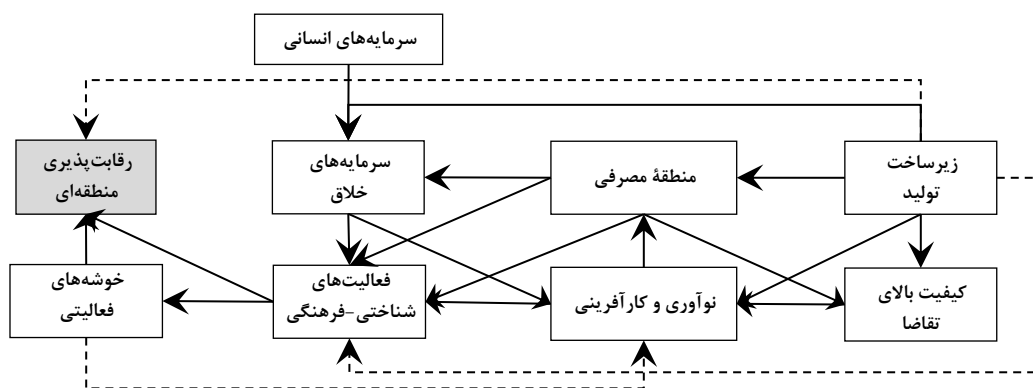 سرمایه‌های انسانی
زیرساخت
تولید
منطقهٔ مصرفی
سرمایه‌های
خلاق
رقابت‌پذیری
منطقه‌ای
کیفیت بالای
تقاضا
نوآوری و کارآفرینی
فعالیت‌های
شناختی-فرهنگی
خوشه‌های
فعالیتی